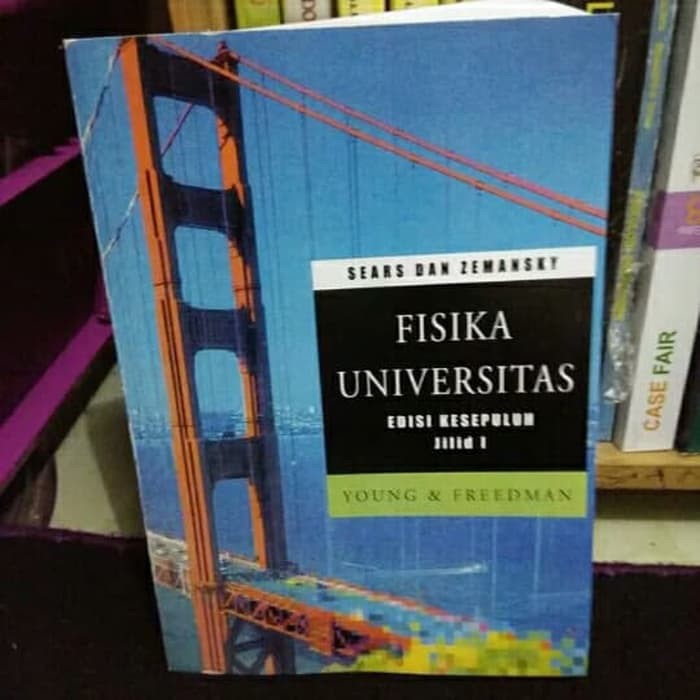 SEARS DAN ZEMANSKY
FISIKA
UNIVERSITAS
EDISI KESEPULUH
Jilid 1
YOUNG & FREEDMAN
CASE FAIR